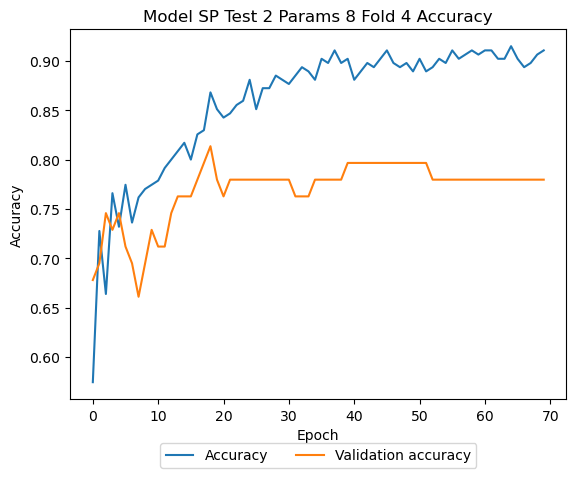 Model SP Test 2 Params 8 Fold 4 Accuracy
0.90
0.85
0.80
0.75
0.70
0.65
0.60
Accuracy
0 10 20 30 40 50 60 70
Epoch
Accuracy Validation accuracy